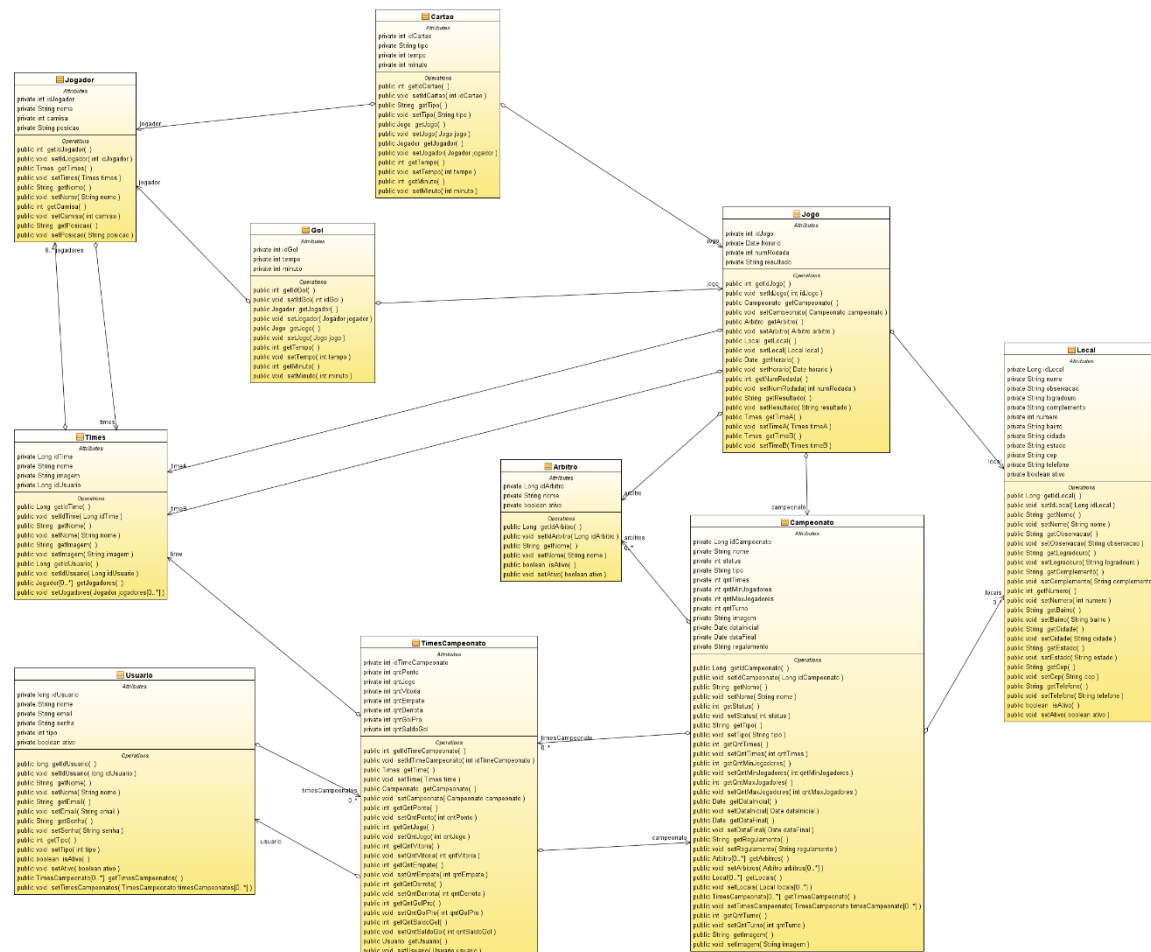 Cartao
Attributes
private int idCartao
private String tipo
private int tempo
private int minuto
Operations
public int getIdCartao( )
public void setIdCartao( int idCartao )
public String getTipo( )
public void setTipo( String tipo )
public Jogo getJogo( )
public void setJogo( Jogo jogo )
public Jogador getJogador( )
public void setJogador( Jogador jogador )
public int getTempo( )
public void setTempo( int tempo )
public int getMinuto( )
public void setMinuto( int minuto )
Jogador
Attributes
private int idJogador
private String nome
private int camisa
private String posicao
Operations
public int getIdJogador( )
public void setIdJogador( int idJogador )
public Times getTimes( )
public void setTimes( Times times )
public String getNome( )
public void setNome( String nome )
public int getCamisa( )
public void setCamisa( int camisa )
public String getPosicao( )
public void setPosicao( String posicao )
jogador
jogador
0..* jogadores
times
Gol
Attributes
private int idGol
private int tempo
private int minuto
Operations
public int getIdGol( )
public void setIdGol( int idGol )
public Jogador getJogador( )
public void setJogador( Jogador jogador )
public Jogo getJogo( )
public void setJogo( Jogo jogo )
public int getTempo( )
public void setTempo( int tempo )
public int getMinuto( )
public void setMinuto( int minuto )
jogo
jogo
Jogo
Attributes
private int idJogo
private Date horario
private int numRodada
private String resultado
Operations
public int getIdJogo( )
public void setIdJogo( int idJogo )
public Campeonato getCampeonato( )
public void setCampeonato( Campeonato campeonato )
public Arbitro getArbitro( )
public void setArbitro( Arbitro arbitro )
public Local getLocal( )
public void setLocal( Local local )
public Date getHorario( )
public void setHorario( Date horario )
public int getNumRodada( )
public void setNumRodada( int numRodada )
public String getResultado( )
public void setResultado( String resultado )
public Times getTimeA( )
public void setTimeA( Times timeA )
public Times getTimeB( )
public void setTimeB( Times timeB )
Local
Attributes
private Long idLocal
private String nome
private String observacao
private String logradouro
private String complemento
private int numero
private String bairro
private String cidade
private String estado
private String cep
private String telefone
private boolean ativo
Operations
public Long getIdLocal( )
public void setIdLocal( Long idLocal )
public String getNome( )
public void setNome( String nome )
public String getObservacao( )
public void setObservacao( String observacao )
public String getLogradouro( )
public void setLogradouro( String logradouro )
public String getComplemento( )
public void setComplemento( String complemento
public int getNumero( )
public void setNumero( int numero )
public String getBairro( )
public void setBairro( String bairro )
public String getCidade( )
public void setCidade( String cidade )
public String getEstado( )
public void setEstado( String estado )
public String getCep( )
public void setCep( String cep )
public String getTelefone( )
public void setTelefone( String telefone )
public boolean isAtivo( )
public void setAtivo( boolean ativo )
local
locais
Times
Attributes
private Long idTime
private String nome
private String imagem
private Long idUsuario
Operations
public Long getIdTime( )
public void setIdTime( Long idTime )
public String getNome( )
public void setNome( String nome )
public String getImagem( )
public void setImagem( String imagem )
public Long getIdUsuario( )
public void setIdUsuario( Long idUsuario )
public Jogador[0..*] getJogadores( )
public void setJogadores( Jogador jogadores[0..*] )
timeA
timeB
time
Arbitro
Attributes
private Long idArbitro
private String nome
private boolean ativo
Operations
public Long getIdArbitro( )
public void setIdArbitro( Long idArbitro )
public String getNome( )
public void setNome( String nome )
public boolean isAtivo( )
public void setAtivo( boolean ativo )
arbitro
arbitros
0..*
campeonato
Campeonato
Attributes
private Long idCampeonato
private String nome
private int status
private String tipo
private int qntTimes
private int qntMinJogadores
private int qntMaxJogadores
private int qntTurno
private String imagem
private Date dataInicial
private Date dataFinal
private String regulamento
Operations
public Long getIdCampeonato( )
public void setIdCampeonato( Long idCampeonato )
public String getNome( )
public void setNome( String nome )
public int getStatus( )
public void setStatus( int status )
public String getTipo( )
public void setTipo( String tipo )
public int getQntTimes( )
public void setQntTimes( int qntTimes )
public int getQntMinJogadores( )
public void setQntMinJogadores( int qntMinJogadores )
public int getQntMaxJogadores( )
public void setQntMaxJogadores( int qntMaxJogadores )
public Date getDataInicial( )
public void setDataInicial( Date dataInicial )
public Date getDataFinal( )
public void setDataFinal( Date dataFinal )
public String getRegulamento( )
public void setRegulamento( String regulamento )
public Arbitro[0..*] getArbitros( )
public void setArbitros( Arbitro arbitros[0..*] )
public Local[0..*] getLocais( )
public void setLocais( Local locais[0..*] )
public TimesCampeonato[0..*] getTimesCampeonato( )
public void setTimesCampeonato( TimesCampeonato timesCampeonato[0..*] )
public int getQntTurno( )
public void setQntTurno( int qntTurno )
public String getImagem( )
public void setImagem( String imagem )
TimesCampeonato
Attributes
private int idTimeCampeonato
private int qntPonto
private int qntJogo
private int qntVitoria
private int qntEmpate
private int qntDerrota
private int qntGolPro
private int qntSaldoGol
Operations
public int getIdTimeCampeonato( )
public void setIdTimeCampeonato( int idTimeCampeonato )
public Times getTime( )
public void setTime( Times time )
public Campeonato getCampeonato( )
public void setCampeonato( Campeonato campeonato )
public int getQntPonto( )
public void setQntPonto( int qntPonto )
public int getQntJogo( )
public void setQntJogo( int qntJogo )
public int getQntVitoria( )
public void setQntVitoria( int qntVitoria )
public int getQntEmpate( )
public void setQntEmpate( int qntEmpate )
public int getQntDerrota( )
public void setQntDerrota( int qntDerrota )
public int getQntGolPro( )
public void setQntGolPro( int qntGolPro )
public int getQntSaldoGol( )
public void setQntSaldoGol( int qntSaldoGol )
public Usuario getUsuario( )
public void setUsuario( Usuario usuario )
timesCampeonato
0..*
campeonato
Usuario
Attributes
private long idUsuario
private String nome
private String email
private String senha
private int tipo
private boolean ativo
Operations
public long getIdUsuario( )
public void setIdUsuario( long idUsuario )
public String getNome( )
public void setNome( String nome )
public String getEmail( )
public void setEmail( String email )
public String getSenha( )
public void setSenha( String senha )
public int getTipo( )
public void setTipo( int tipo )
public boolean isAtivo( )
public void setAtivo( boolean ativo )
public TimesCampeonato[0..*] getTimesCampeonatos( )
public void setTimesCampeonatos( TimesCampeonato timesCampeonatos[0..*] )
timesCampeonatos
0..*
usuario